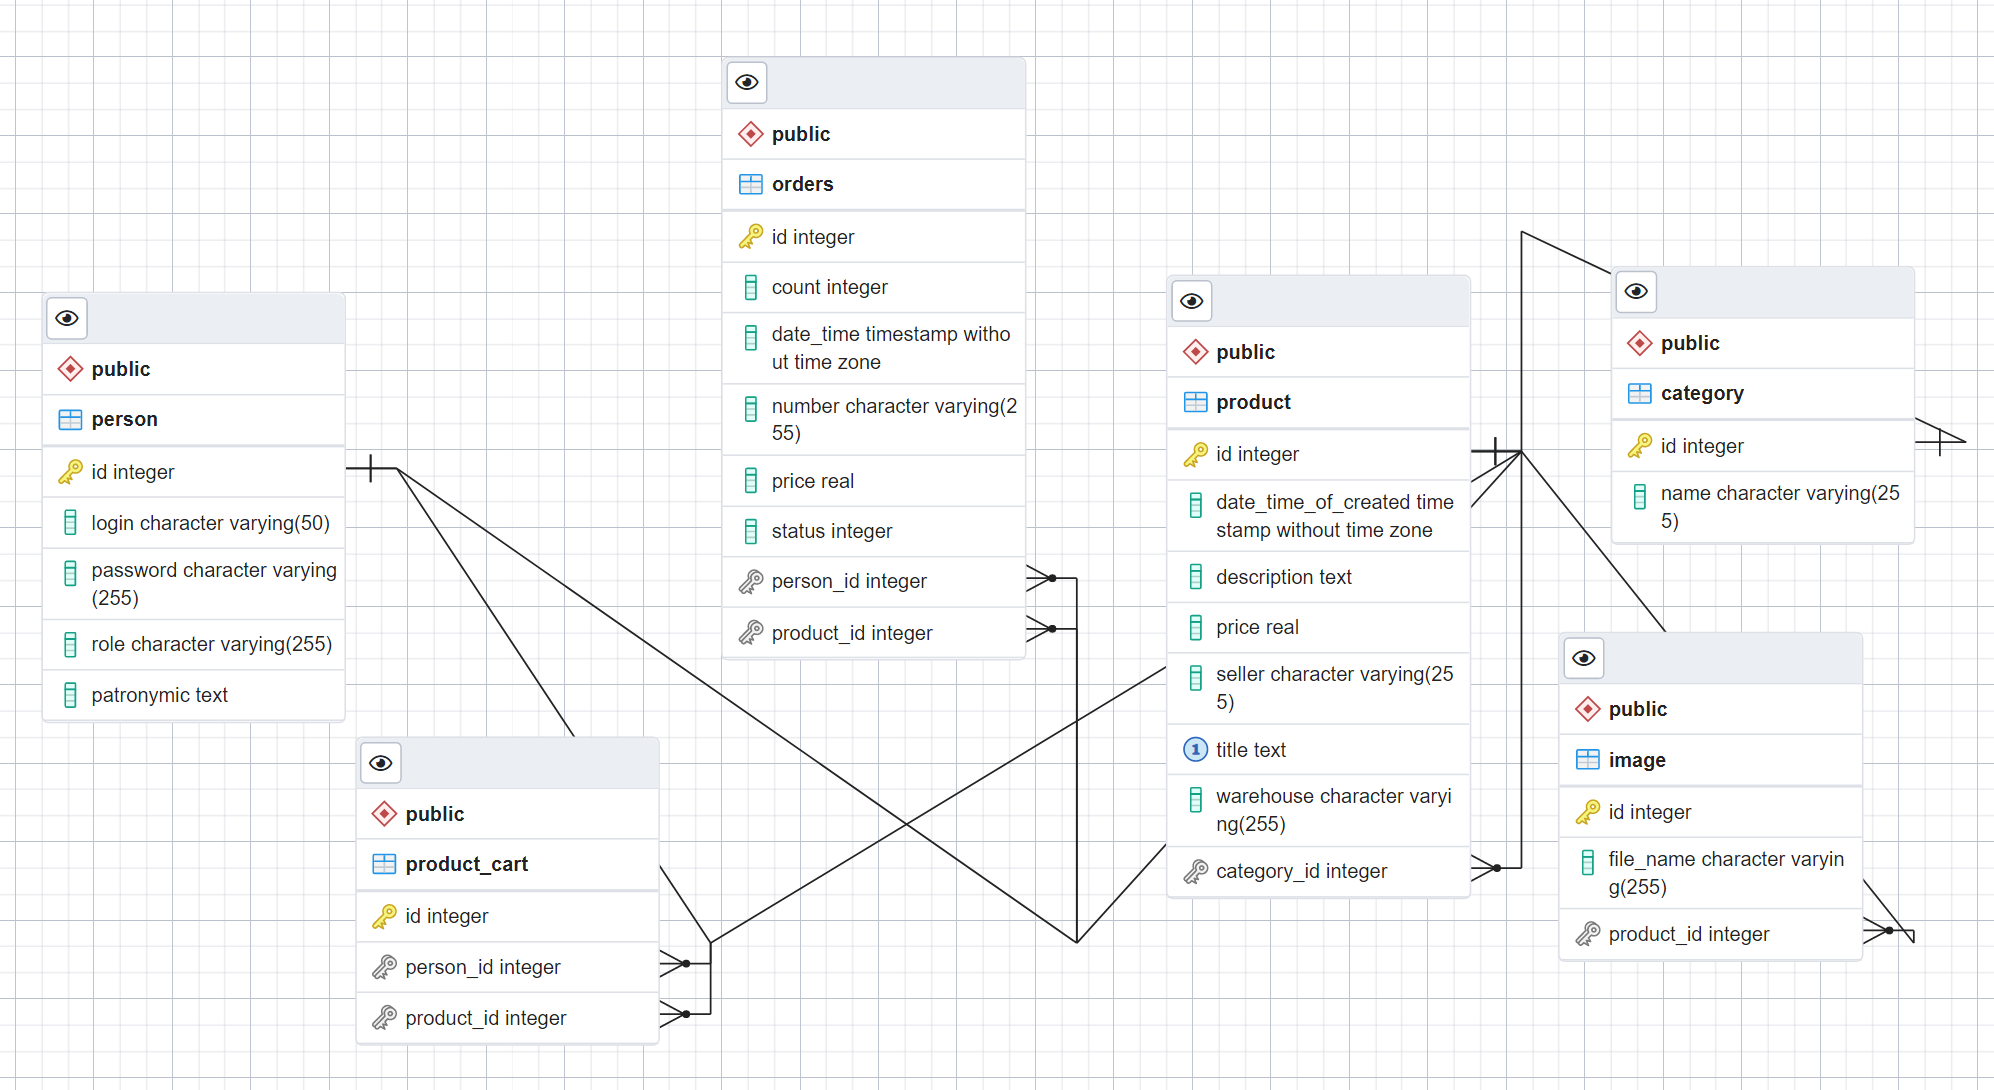 public
orders
id integer
count integer
date_time timestamp witho
ut time zone
number character varying(2
55)
price real
status integer
person_id integer
product_id integer
public
person
id integer
login character varying(50)
password character varying
(255)
role character varying(255)
patronymic text
public
product_cart
id integer
person_id integer
product_id integer
public
product
id integer
date_time_of_created time
stamp without time zone
description text
price real
seller character varying(25
5)
1 title text
warehouse character varyi
ng(255)
category_id integer
public
category
id integer
name character varying(25
5)
public
image
id integer
file_name character varyin
g(255)
product_id integer